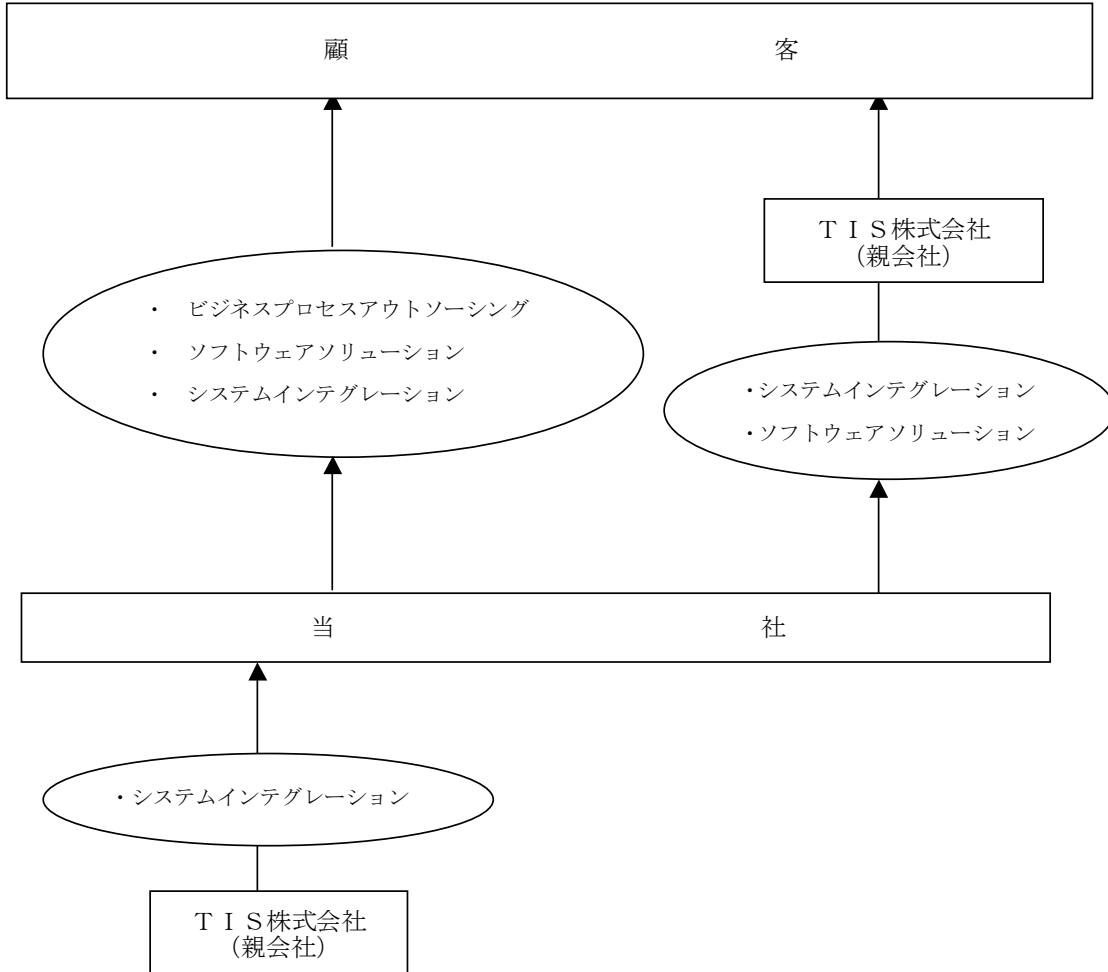 顧客
ＴＩＳ株式会社
（親会社）
・ ビジネスプロセスアウトソーシング
・ ソフトウェアソリューション
・ システムインテグレーション
・システムインテグレーション
・ソフトウェアソリューション
当社
・システムインテグレーション
ＴＩＳ株式会社
（親会社）